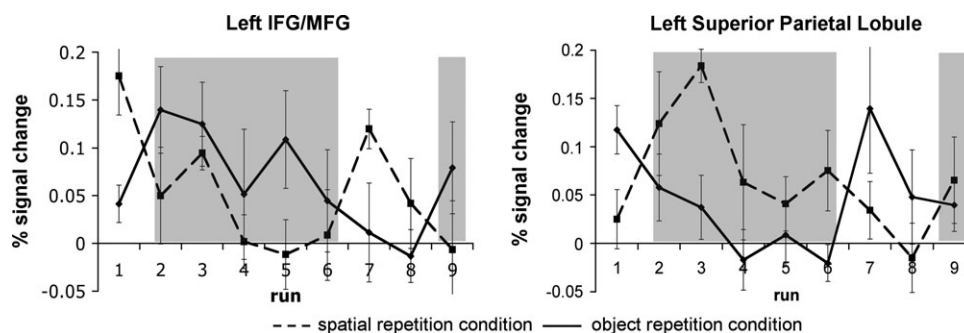 Left IFG/MFG
% signal change
0.2
0.15
0.1
0.05
0
-0.05
1 2 3 4 5 6 7 8 9
run
Left Superior Parietal Lobule
% signal change
0.2
0.15
0.1
0.05
0
-0.05
1 2 3 4 5 6 7 8 9
run
spatial repetition condition object repetition condition